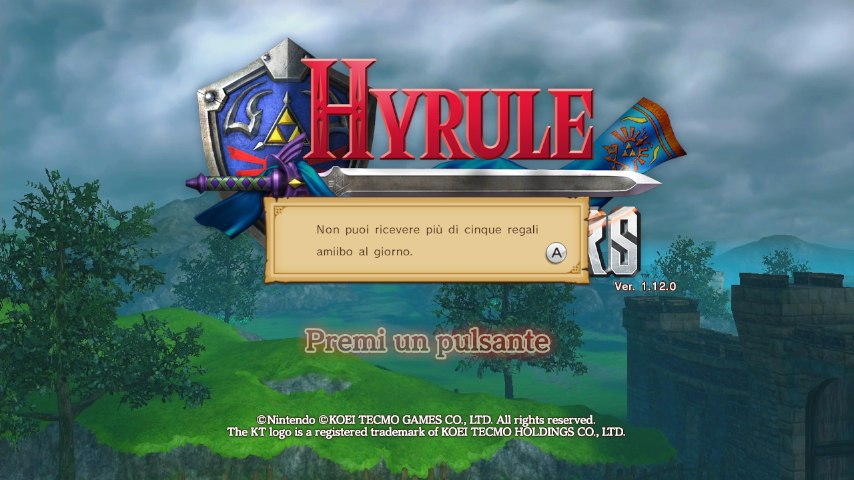 HYRULE
RS
Non puoi ricevere più di cinque regali
amiibo al giorno.
A
Ver. 1.12.0
Premi un pulsante
©Nintendo ©KOEI TECMO GAMES CO., LTD. All rights reserved.
The KT logo is a registered trademark of KOEI TECMO HOLDINGS CO., LTD.